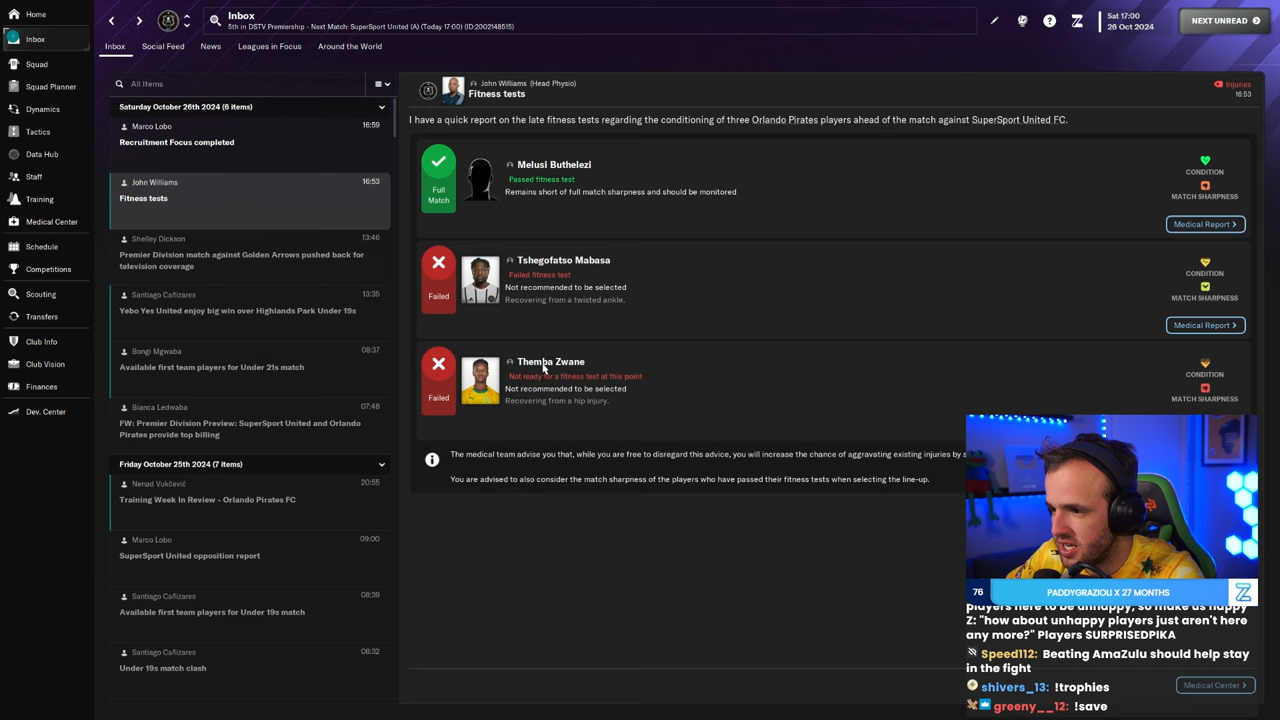 Home
Inbox
Squad
Squad Planner
Dynamics
Tactics
Data Hub
Staff
Training
Medical Center
Schedule
Competitions
Scouting
Transfers
Club Info
Club Vision
Finances
Dev. Center
Inbox
5th in DSTV Premiership - Next Match: SuperSport United (A) (Today 17:00) (ID:2002148515)
Sat 17:00
26 Oct 2024
NEXT UNREAD
Inbox
Social Feed
News
Leagues in Focus
Around the World
All Items
Saturday October 26th 2024 (6 items)
Marco Lobo 16:59
Recruitment Focus completed
John Williams 16:53
Fitness tests
Shelley Dickson 13:46
Premier Division match against Golden Arrows pushed back for
television coverage
Santiago Cañizares 13:35
Yebo Yes United enjoy big win over Highlands Park Under 19s
Bongi Mgwaba 08:37
Available first team players for Under 21s match
Bianca Ledwaba 07:48
FW: Premier Division Preview: SuperSport United and Orlando
Pirates provide top billing
Friday October 25th 2024 (7 items)
Nenad Vukčević 20:55
Training Week In Review - Orlando Pirates FC
Marco Lobo 09:00
SuperSport United opposition report
Santiago Cañizares 08:39
Available first team players for Under 19s match
Santiago Cañizares 08:32
Under 19s match clash
John Williams (Head Physio)
Fitness tests
Injuries
16:53
I have a quick report on the late fitness tests regarding the conditioning of three Orlando Pirates players ahead of the match against SuperSport United FC.
Full
Match
Melusi Buthelezi
Passed fitness test
Remains short of full match sharpness and should be monitored
CONDITION
MATCH SHARPNESS
Medical Report
Failed
Tshegofatso Mabasa
Failed fitness test
Not recommended to be selected
Recovering from a twisted ankle.
CONDITION
MATCH SHARPNESS
Medical Report
Failed
Themba Zwane
Not ready for a fitness test at this point
Not recommended to be selected
Recovering from a hip injury.
CONDITION
MATCH SHARPNESS
The medical team advise you that, while you are free to disregard this advice, you will increase the chance of aggravating existing injuries by s
You are advised to also consider the match sharpness of the players who have passed their fitness tests when selecting the line-up.
76
PADDYGRAZIOLI X 27 MONTHS
players here to be unhappy, so make us happy
Z: "how about unhappy players just aren't here
any more?" Players SURPRISEDPIKA
Speed112: Beating AmaZulu should help stay
in the fight
shivers_13: !trophies
greeny__12: !save
Medical Center